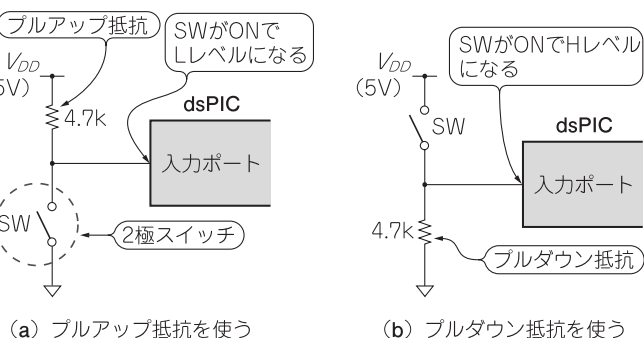 プルアップ抵抗
SWがONで
Lレベルになる
VDD
5V)
4.7k
dsPIC
入力ポート
SW
2極スイッチ
(a) プルアップ抵抗を使う
SWがONでHレベル
になる
VDD
(5V)
SW
dsPIC
入力ポート
4.7k
プルダウン抵抗
(b) プルダウン抵抗を使う